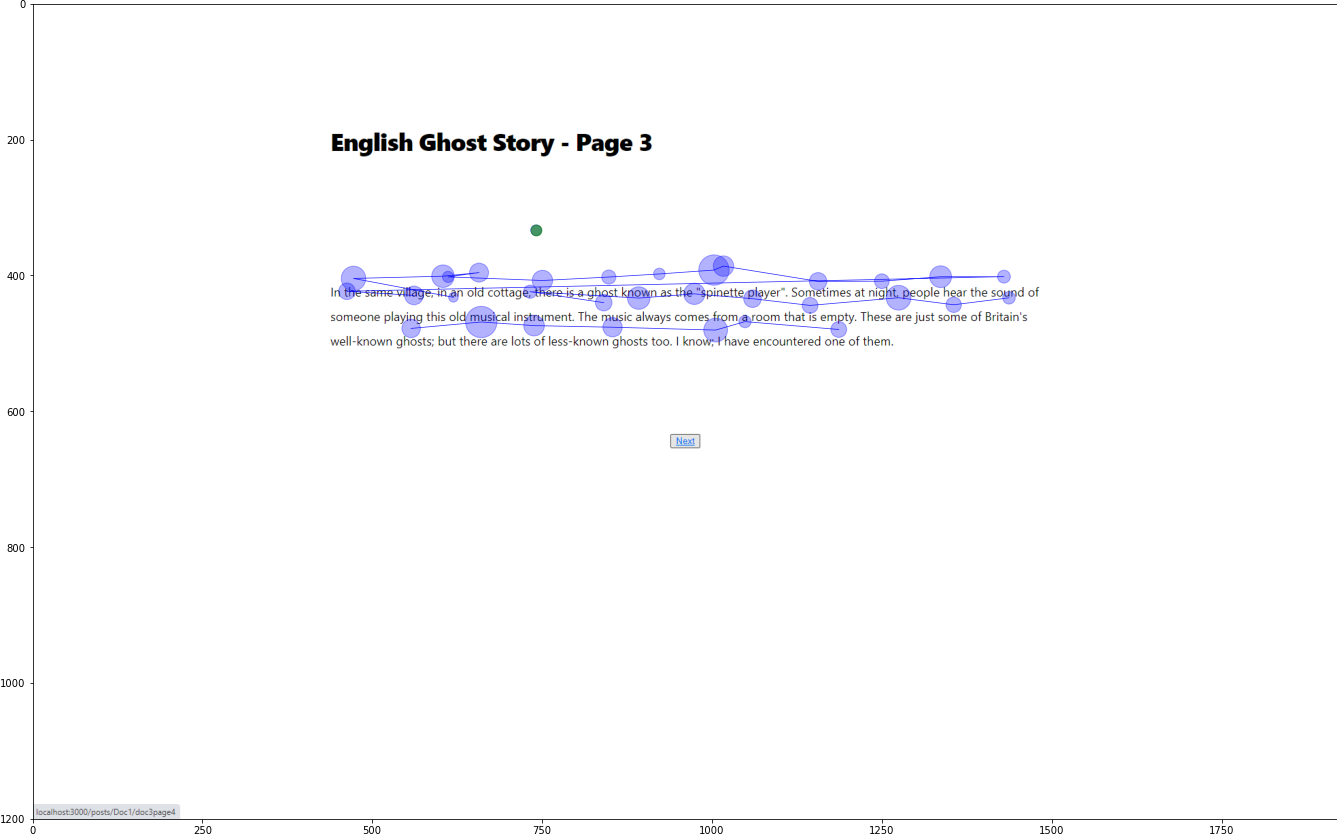 0
200
English Ghost Story - Page 3
400
In the same village, in an old cottage, there is a ghost known as the "spinette player". Sometimes at night, people hear the sound of
someone playing this old musical instrument. The music always comes from a room that is empty. These are just some of Britain's
well-known ghosts; but there are lots of less-known ghosts too. I know; I have encountered one of them.
600
Next
800
1000
localhost:3000/posts/Doc1/doc3page4
1200
0 250 500 750 1000 1250 1500 1750